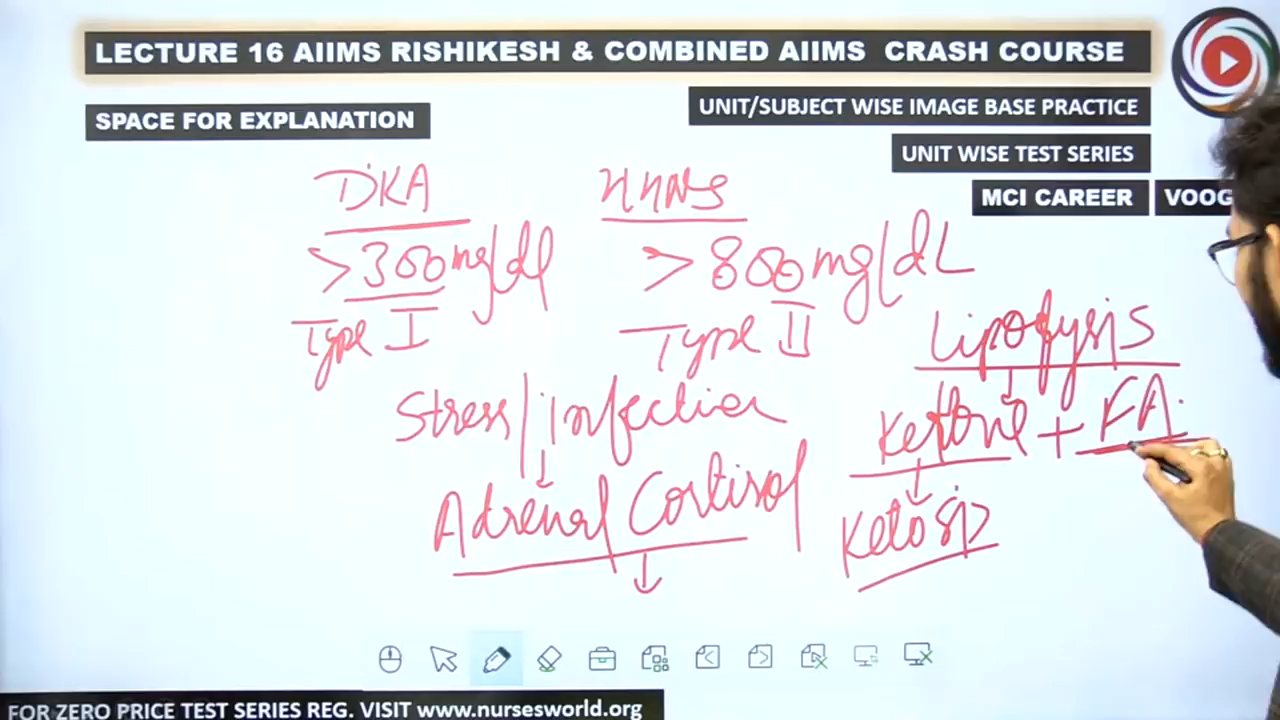 LECTURE 16 AIIMS RISHIKESH & COMBINED AIIMS CRASH COURSE
SPACE FOR EXPLANATION
UNIT/SUBJECT WISE IMAGE BASE PRACTICE
UNIT WISE TEST SERIES
MCI CAREER VOOG
DKA HHNS
>300mg/dl >800mg/dL
Type I Type II
Lipolysis
Stress/infection
Ketone + FA
Adrenal Cortisol
Ketosis
FOR ZERO PRICE TEST SERIES REG. VISIT www.nursesworld.org